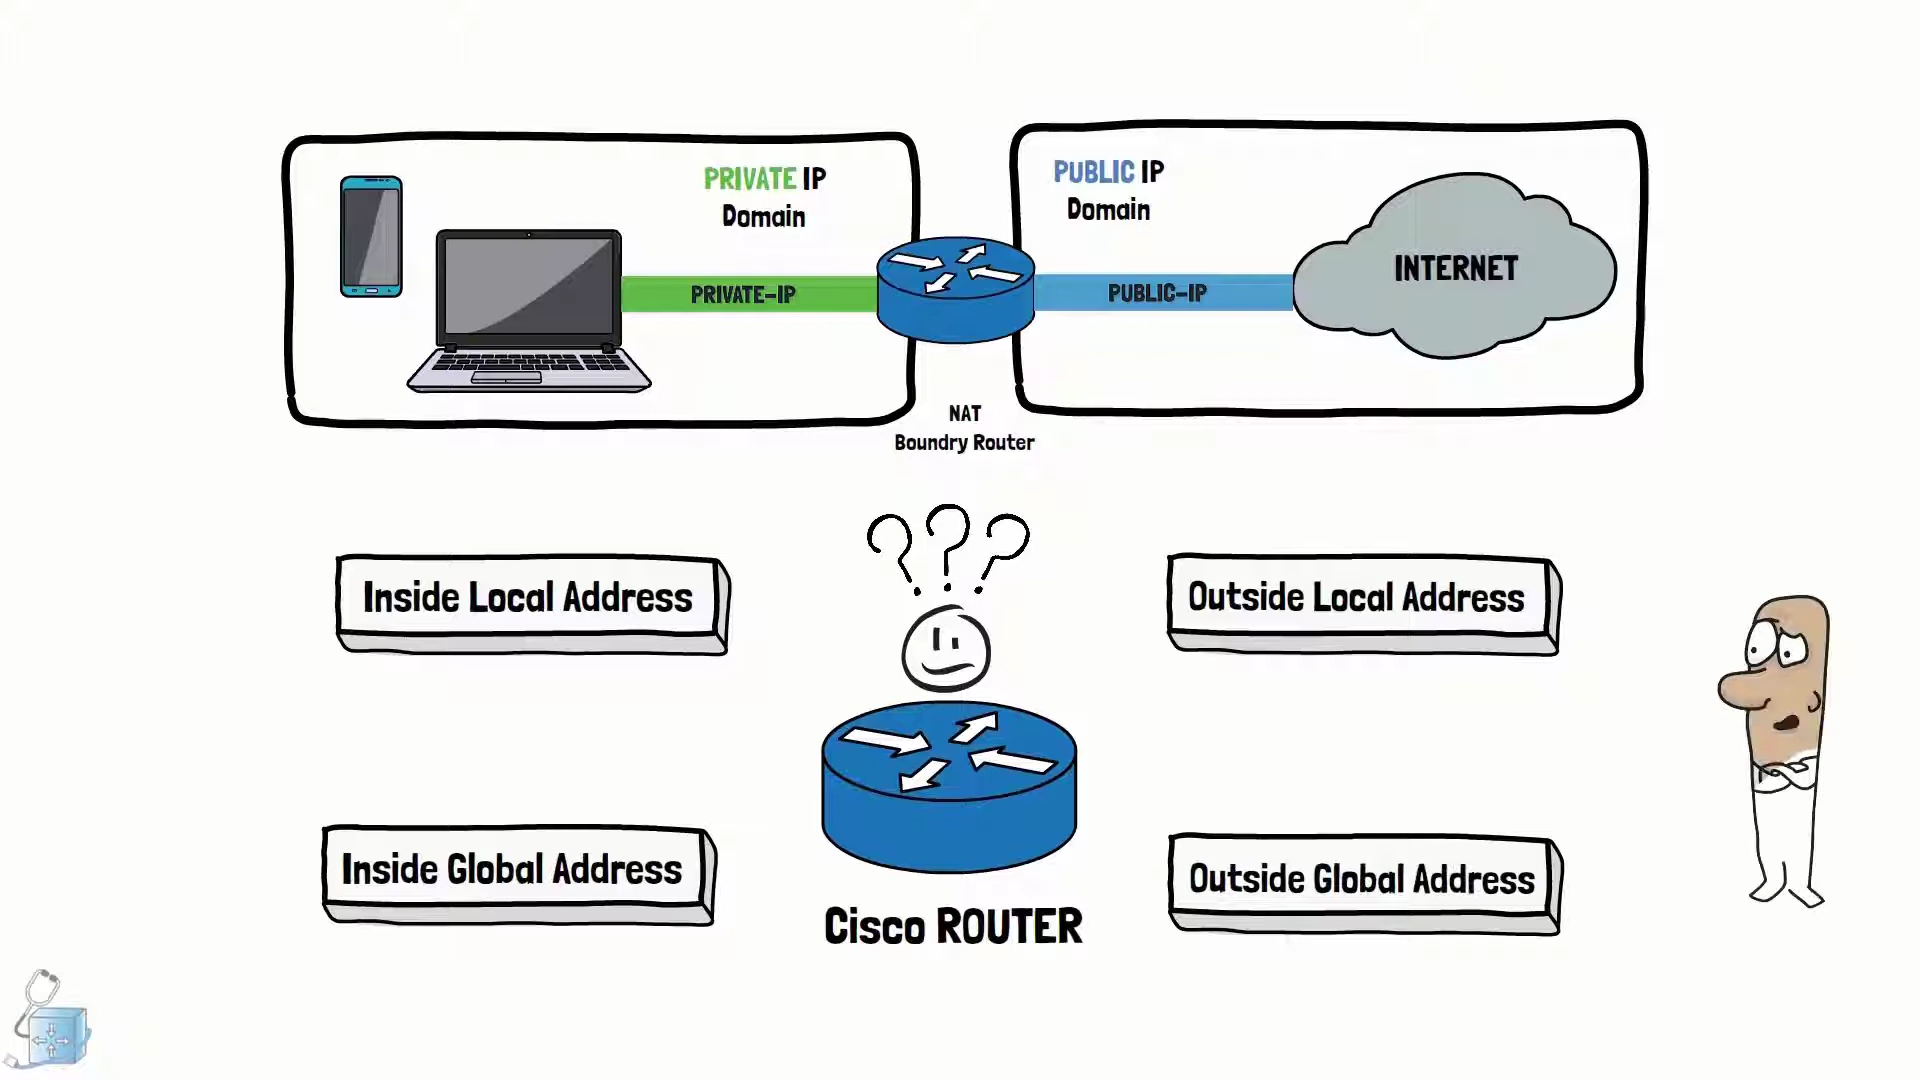 PRIVATE IP
Domain
PUBLIC IP
Domain
PRIVATE-IP
PUBLIC-IP
INTERNET
NAT
Boundry Router
Inside Local Address
Outside Local Address
Inside Global Address
Outside Global Address
Cisco ROUTER